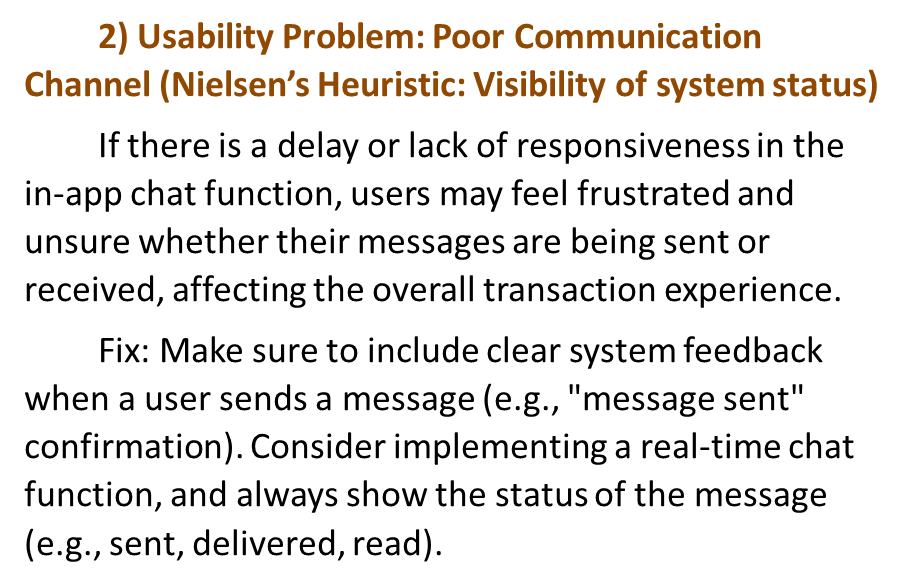 2) Usability Problem: Poor Communication
Channel (Nielsen’s Heuristic: Visibility of system status)
If there is a delay or lack of responsiveness in the
in-app chat function, users may feel frustrated and
unsure whether their messages are being sent or
received, affecting the overall transaction experience.
Fix: Make sure to include clear system feedback
when a user sends a message (e.g., "message sent"
confirmation). Consider implementing a real-time chat
function, and always show the status of the message
(e.g., sent, delivered, read).